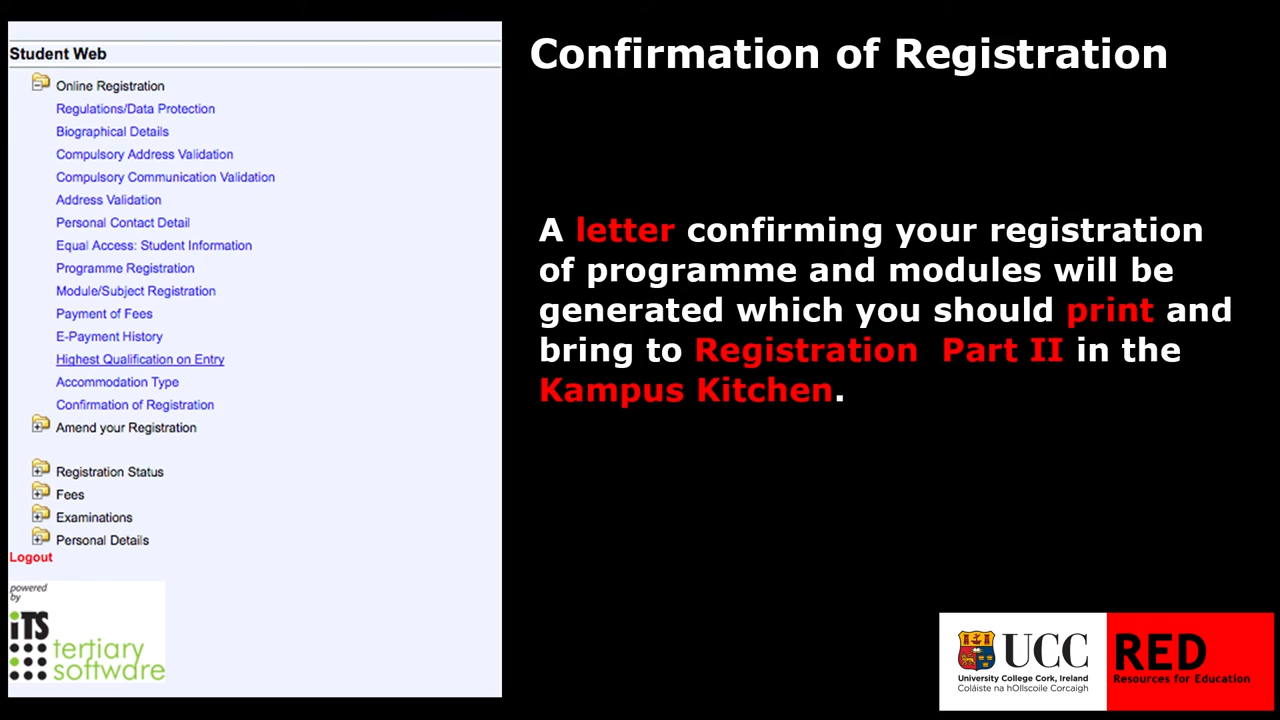 Student Web
Online Registration
Regulations/Data Protection
Biographical Details
Compulsory Address Validation
Compulsory Communication Validation
Address Validation
Personal Contact Detail
Equal Access: Student Information
Programme Registration
Module/Subject Registration
Payment of Fees
E-Payment History
Highest Qualification on Entry
Accommodation Type
Confirmation of Registration
Amend your Registration
Registration Status
Fees
Examinations
Personal Details
Logout
powered
by
iTS
tertiary
software
Confirmation of Registration
A letter confirming your registration
of programme and modules will be
generated which you should print and
bring to Registration Part II in the
Kampus Kitchen.
UCC
University College Cork, Ireland
Coláiste na hOllscoile Corcaigh
RED
Resources for Education